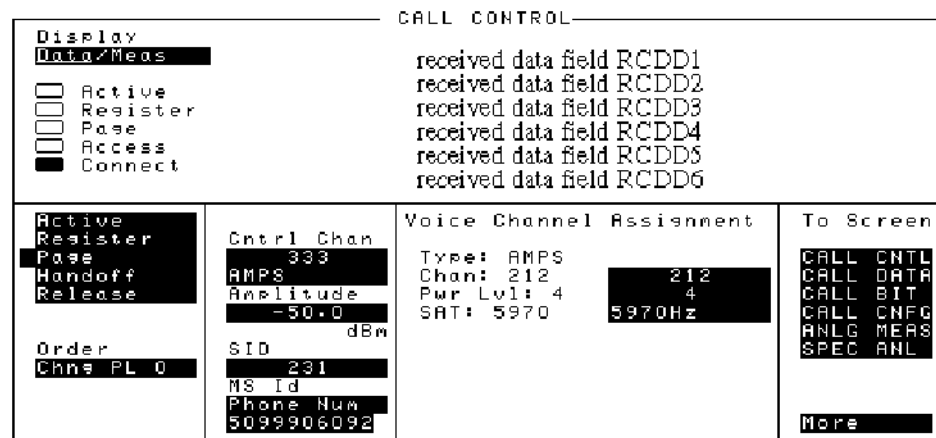 CALL CONTROL
Display
Data/Meas
Active
Register
Page
Access
Connect
received data field RCDD1
received data field RCDD2
received data field RCDD3
received data field RCDD4
received data field RCDD5
received data field RCDD6
Active
Register
Page
Handoff
Release
Order
Chng PL 0
Cntrl Chan
333
AMPS
Amplitude
-50.0
dBm
SID
231
MS Id
Phone Num
5099906092
Voice Channel Assignment
Type: AMPS
Chan: 212
Pwr Lvl: 4
SAT: 5970
212
4
5970Hz
To Screen
CALL CNTL
CALL DATA
CALL BIT
CALL CNFG
ANLG MEAS
SPEC ANL
More